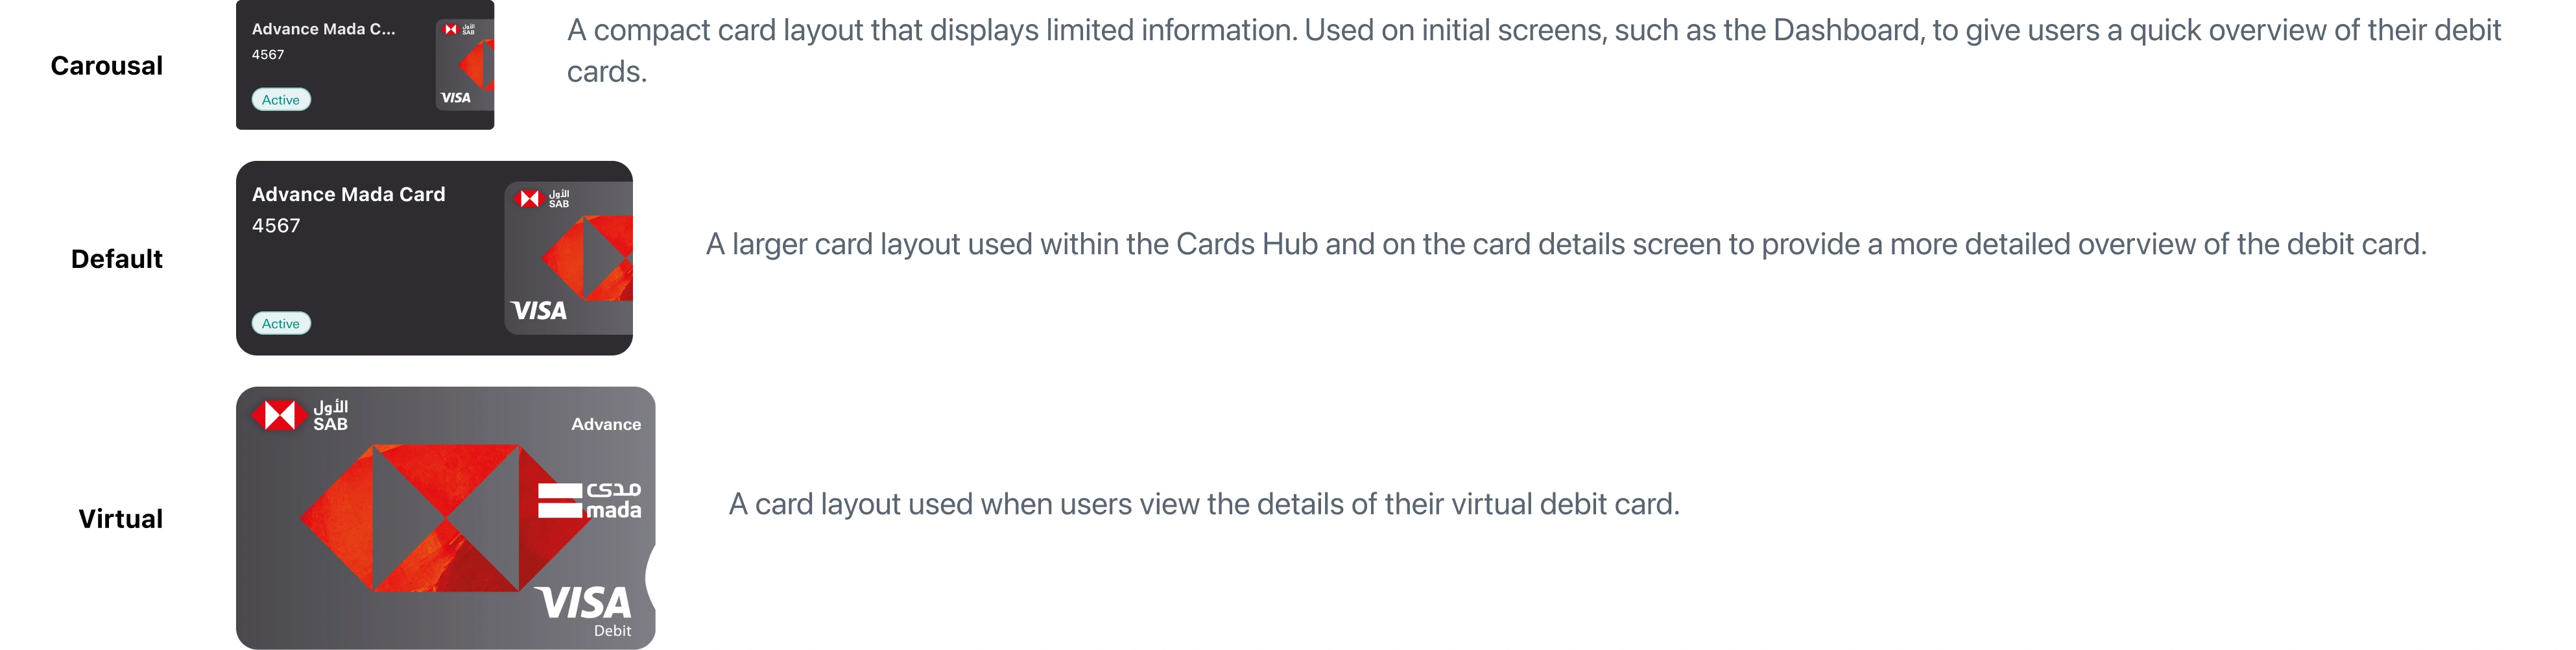 Carousal
Advance Mada C...
4567
Active
الأول
SAB
VISA
A compact card layout that displays limited information. Used on initial screens, such as the Dashboard, to give users a quick overview of their debit
cards.
Default
Advance Mada Card
4567
Active
الأول
SAB
VISA
A larger card layout used within the Cards Hub and on the card details screen to provide a more detailed overview of the debit card.
Virtual
الأول
SAB
Advance
مدى
mada
VISA
Debit
A card layout used when users view the details of their virtual debit card.